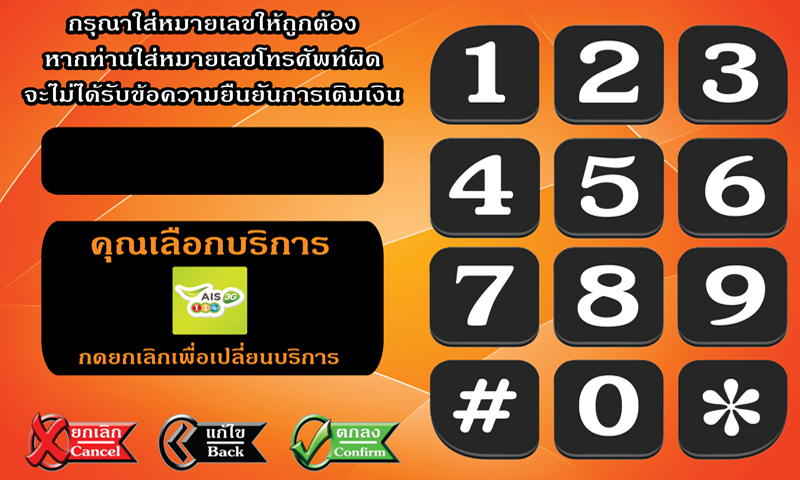 กรุณาใส่หมายเลขให้ถูกต้อง
หากท่านใส่หมายเลขโทรศัพท์ผิด
จะไม่ได้รับข้อความยืนยันการเติมเงิน
คุณเลือกบริการ
AIS 3G
กดยกเลิกเพื่อเปลี่ยนบริการ
ยกเลิก
Cancel
แก้ไข
Back
ตกลง
Confirm
1 2 3
4 5 6
7 8 9
# 0 *